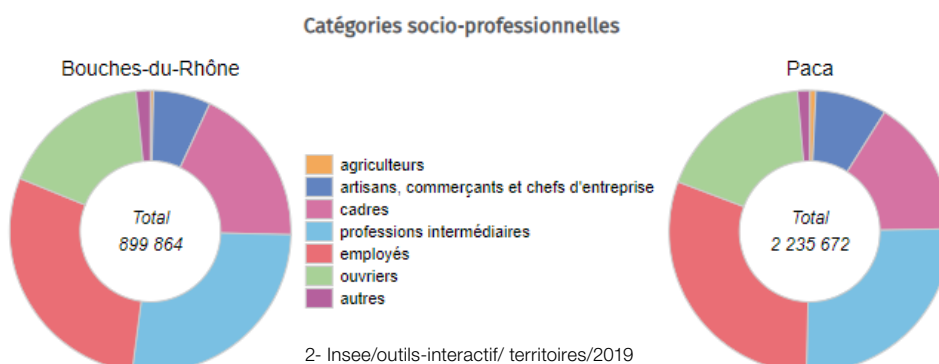 Catégories socio-professionnelles
Bouches-du-Rhône
Paca
agriculteurs
artisans, commerçants et chefs d'entreprise
cadres
professions intermédiaires
employés
ouvriers
autres
Total
899 864
Total
2 235 672
2- Insee/outils-interactif/ territoires/2019